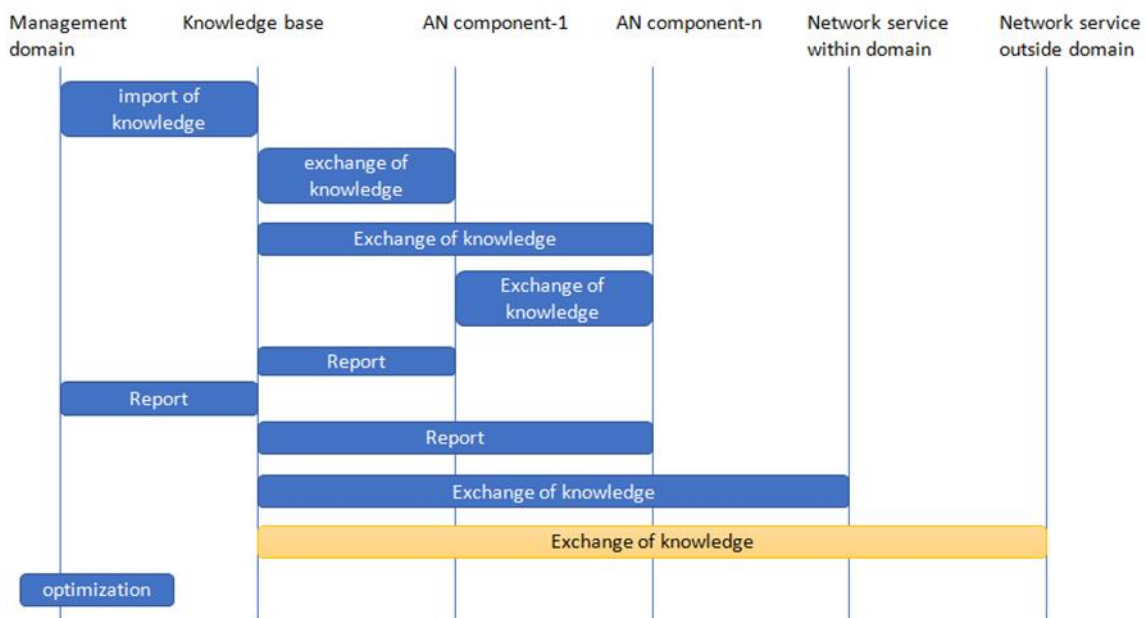 Management
domain
Knowledge base
AN component-1
AN component-n
Network service
within domain
Network service
outside domain
import of
knowledge
exchange of
knowledge
Exchange of knowledge
Exchange of
knowledge
Report
Report
Report
Exchange of knowledge
Exchange of knowledge
optimization